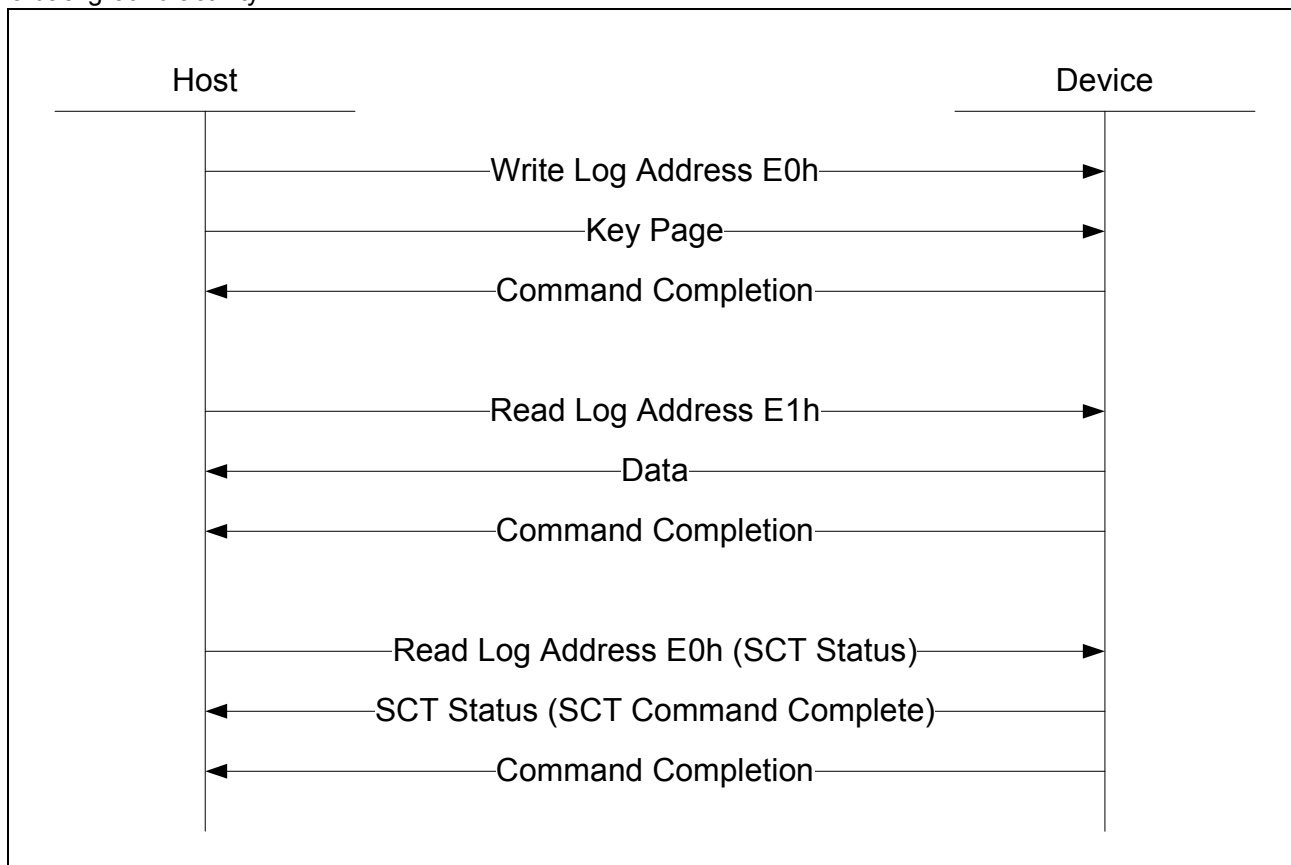 Host Device
Write Log Address E0h
Key Page
Command Completion
Read Log Address E1h
Data
Command Completion
Read Log Address E0h (SCT Status)
SCT Status (SCT Command Complete)
Command Completion